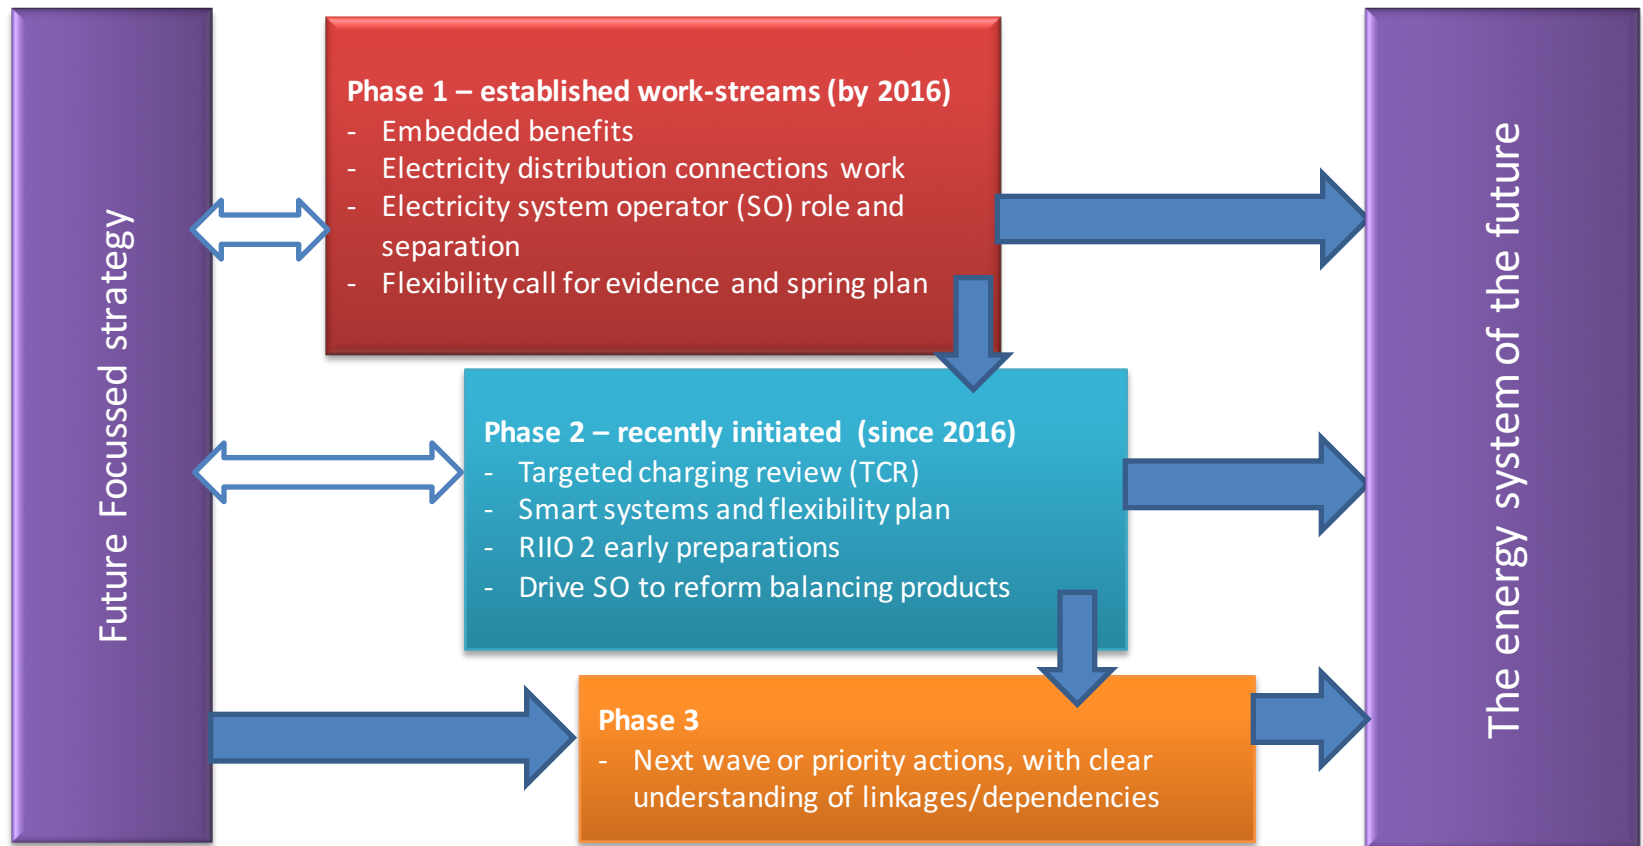 Future Focussed strategy
Phase 1 – established work-streams (by 2016)
- Embedded benefits
- Electricity distribution connections work
- Electricity system operator (SO) role and
separation
- Flexibility call for evidence and spring plan
Phase 2 – recently initiated (since 2016)
- Targeted charging review (TCR)
- Smart systems and flexibility plan
- RIIO 2 early preparations
- Drive SO to reform balancing products
Phase 3
- Next wave or priority actions, with clear
understanding of linkages/dependencies
The energy system of the future